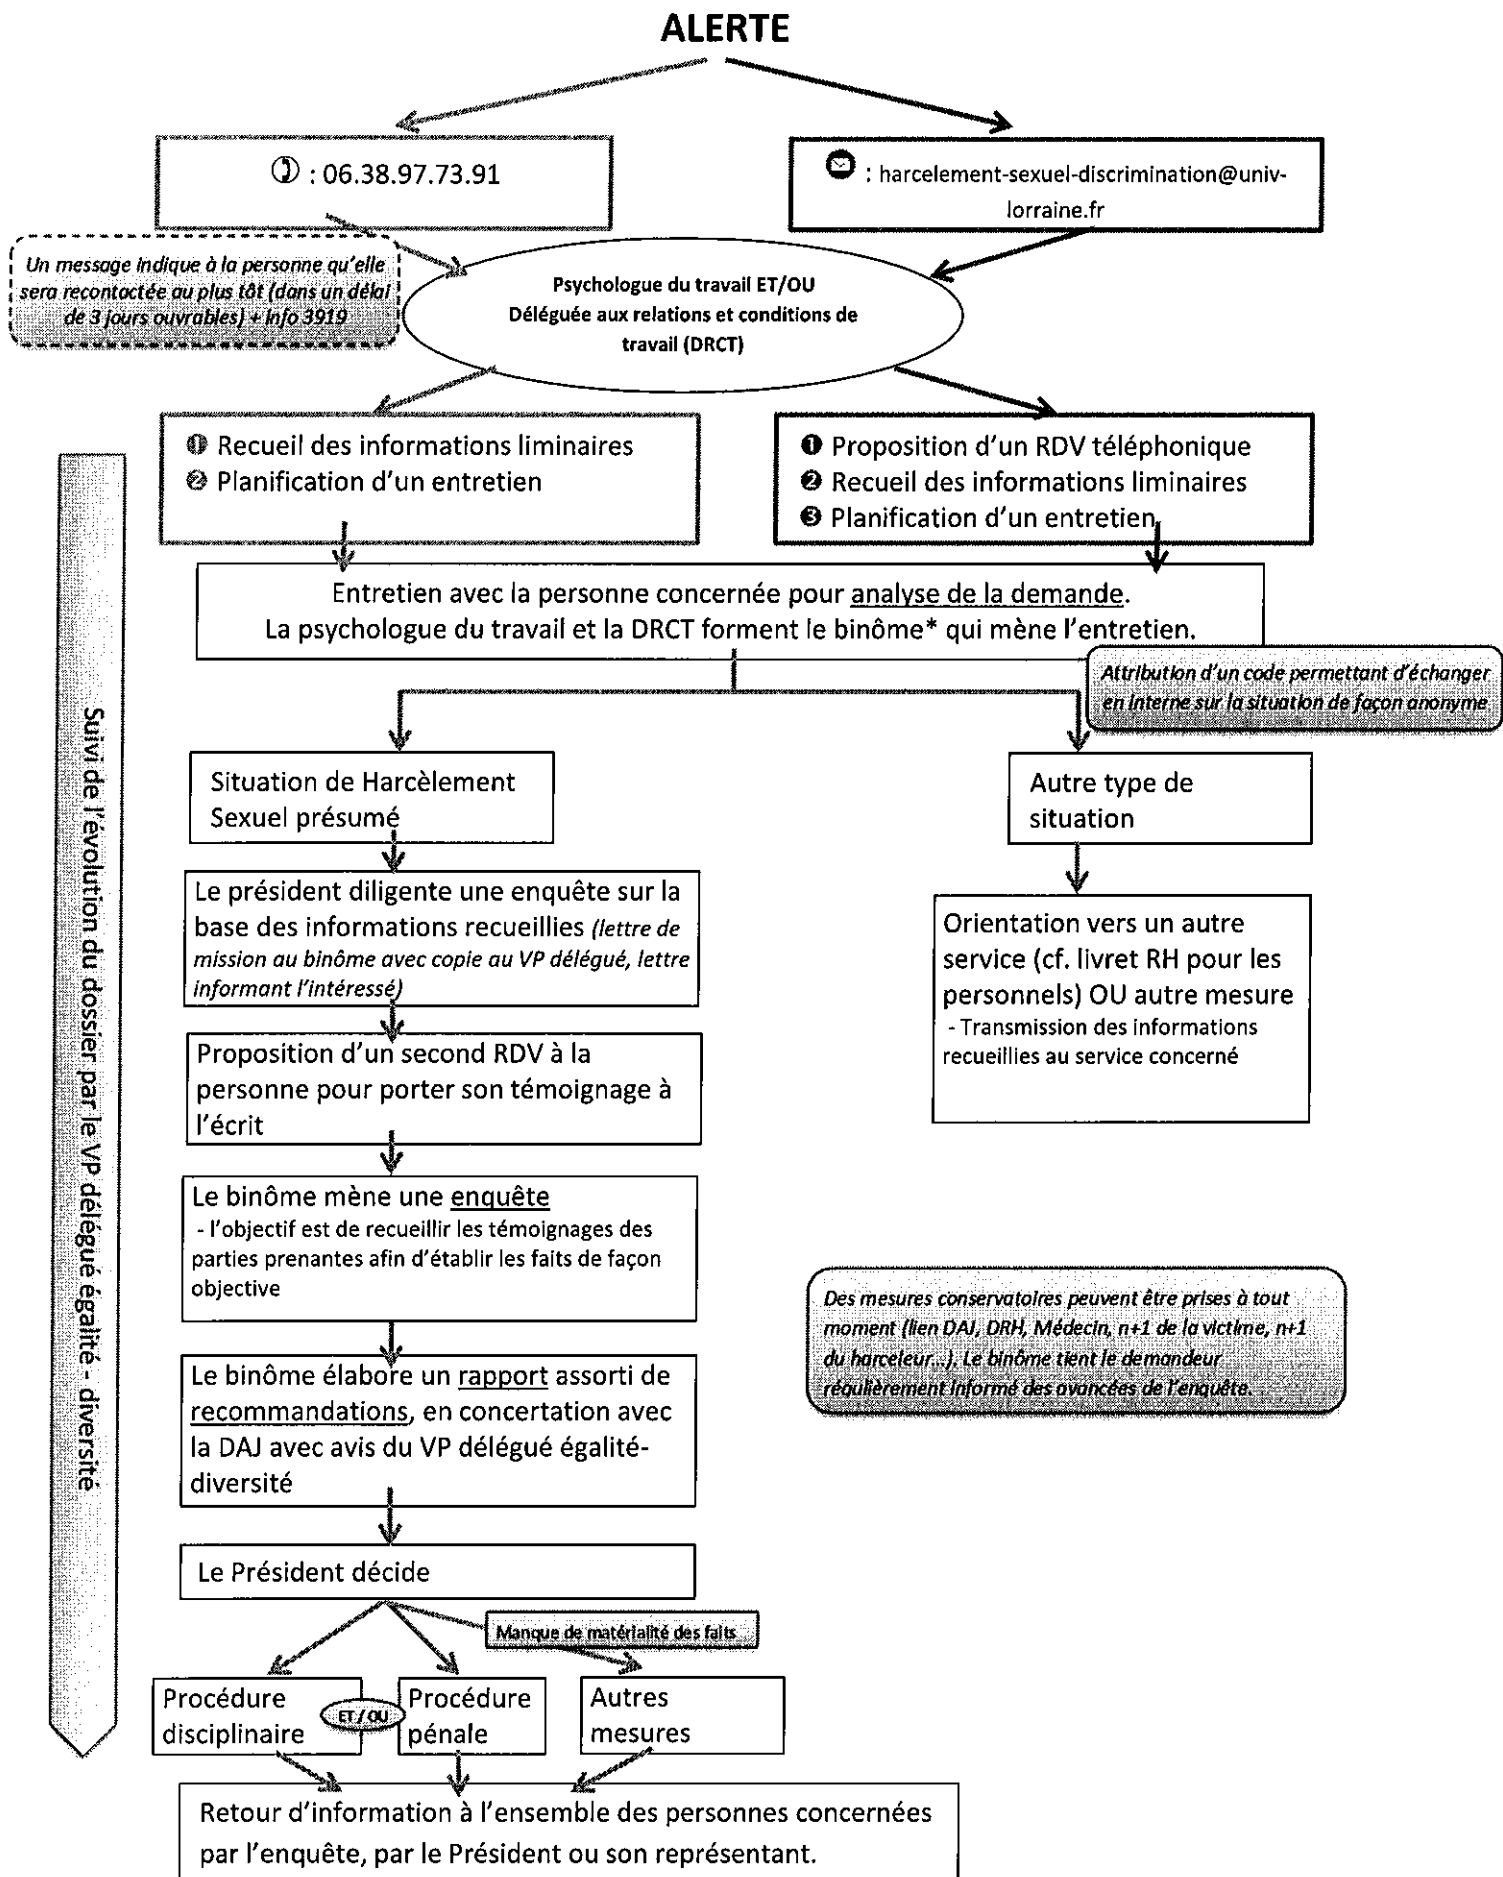 ALERTE
: 06.38.97.73.91
: harcelement-sexuel-discrimination@univ-
lorraine.fr
Un message indique à la personne qu'elle
sera recontactée au plus tôt (dans un délai
de 3 jours ouvrables) + Info 3919
Psychologue du travail ET/OU
Déléguée aux relations et conditions de
travail (DRCT)
❶ Recueil des informations liminaires
❷ Planification d'un entretien
❶ Proposition d'un RDV téléphonique
❷ Recueil des informations liminaires
❸ Planification d'un entretien
Entretien avec la personne concernée pour analyse de la demande.
La psychologue du travail et la DRCT forment le binôme* qui mène l'entretien.
Attribution d'un code permettant d'échanger
en interne sur la situation de façon anonyme
Suivi de l'évolution du dossier par le VP délégué égalité - diversité
Situation de Harcèlement
Sexuel présumé
Autre type de
situation
Le président diligente une enquête sur la
base des informations recueillies (lettre de
mission au binôme avec copie au VP délégué, lettre
informant l'intéressé)
Orientation vers un autre
service (cf. livret RH pour les
personnels) OU autre mesure
- Transmission des informations
recueillies au service concerné
Proposition d'un second RDV à la
personne pour porter son témoignage à
l'écrit
Le binôme mène une enquête
- l'objectif est de recueillir les témoignages des
parties prenantes afin d'établir les faits de façon
objective
Des mesures conservatoires peuvent être prises à tout
moment (lien DAJ, DRH, Médecin, n+1 de la victime, n+1
du harceleur...). Le binôme tient le demandeur
régulièrement informé des avancées de l'enquête.
Le binôme élabore un rapport assorti de
recommandations, en concertation avec
la DAJ avec avis du VP délégué égalité-
diversité
Le Président décide
Manque de matérialité des faits
Procédure
disciplinaire
ET / OU
Procédure
pénale
Autres
mesures
Retour d'information à l'ensemble des personnes concernées
par l'enquête, par le Président ou son représentant.